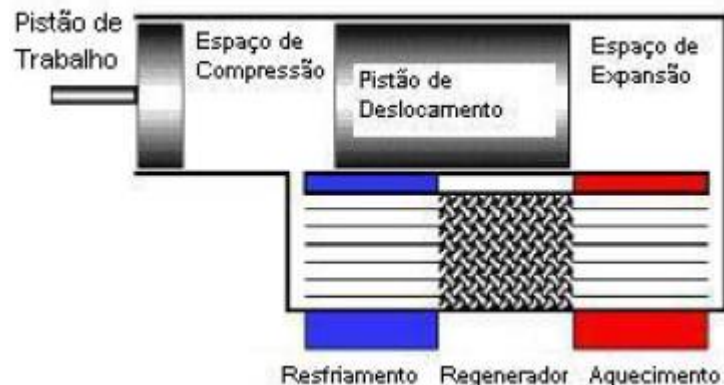 Pistão de
Trabalho
Espaço de
Compressão
Pistão de
Deslocamento
Espaço de
Expansão
Resfriamento
Regenerador
Aquecimento